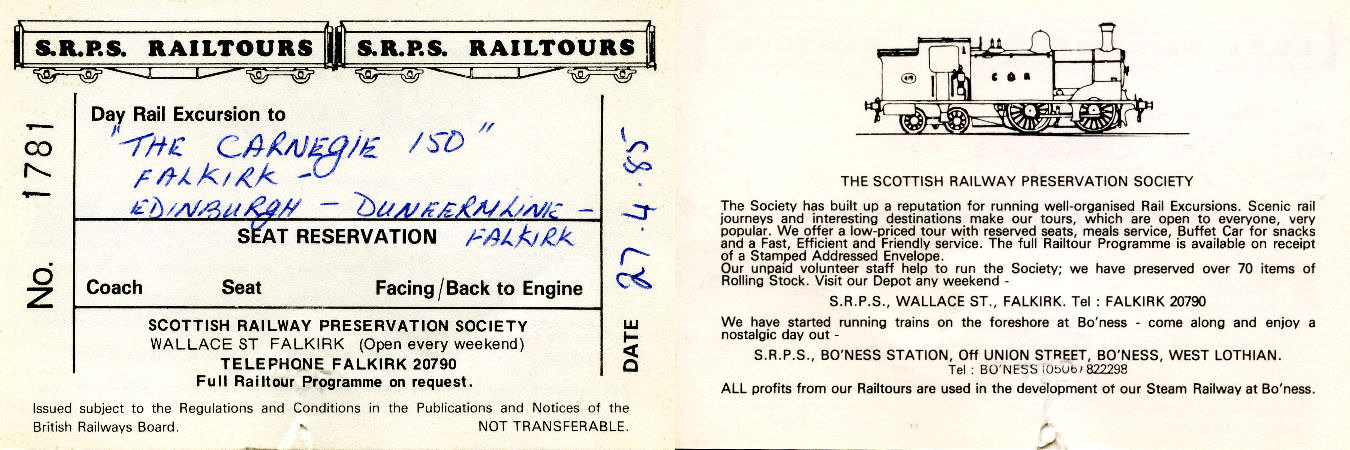 S.R.P.S. RAILTOURS S.R.P.S. RAILTOURS
No. 1781
Day Rail Excursion to
"THE CARNEGIE 150"
FALKIRK -
EDINBURGH - DUNFERMLINE -
SEAT RESERVATION FALKIRK
Coach Seat Facing/Back to Engine
DATE 27.4.85
SCOTTISH RAILWAY PRESERVATION SOCIETY
WALLACE ST FALKIRK (Open every weekend)
TELEPHONE FALKIRK 20790
Full Railtour Programme on request.
Issued subject to the Regulations and Conditions in the Publications and Notices of the
British Railways Board. NOT TRANSFERABLE.
419
C R
THE SCOTTISH RAILWAY PRESERVATION SOCIETY
The Society has built up a reputation for running well-organised Rail Excursions. Scenic rail
journeys and interesting destinations make our tours, which are open to everyone, very
popular. We offer a low-priced tour with reserved seats, meals service, Buffet Car for snacks
and a Fast, Efficient and Friendly service. The full Railtour Programme is available on receipt
of a Stamped Addressed Envelope.
Our unpaid volunteer staff help to run the Society; we have preserved over 70 items of
Rolling Stock. Visit our Depot any weekend -
S.R.P.S., WALLACE ST., FALKIRK. Tel : FALKIRK 20790
We have started running trains on the foreshore at Bo'ness - come along and enjoy a
nostalgic day out -
S.R.P.S., BO'NESS STATION, Off UNION STREET, BO'NESS, WEST LOTHIAN.
Tel : BO'NESS (0506) 822298
ALL profits from our Railtours are used in the development of our Steam Railway at Bo'ness.